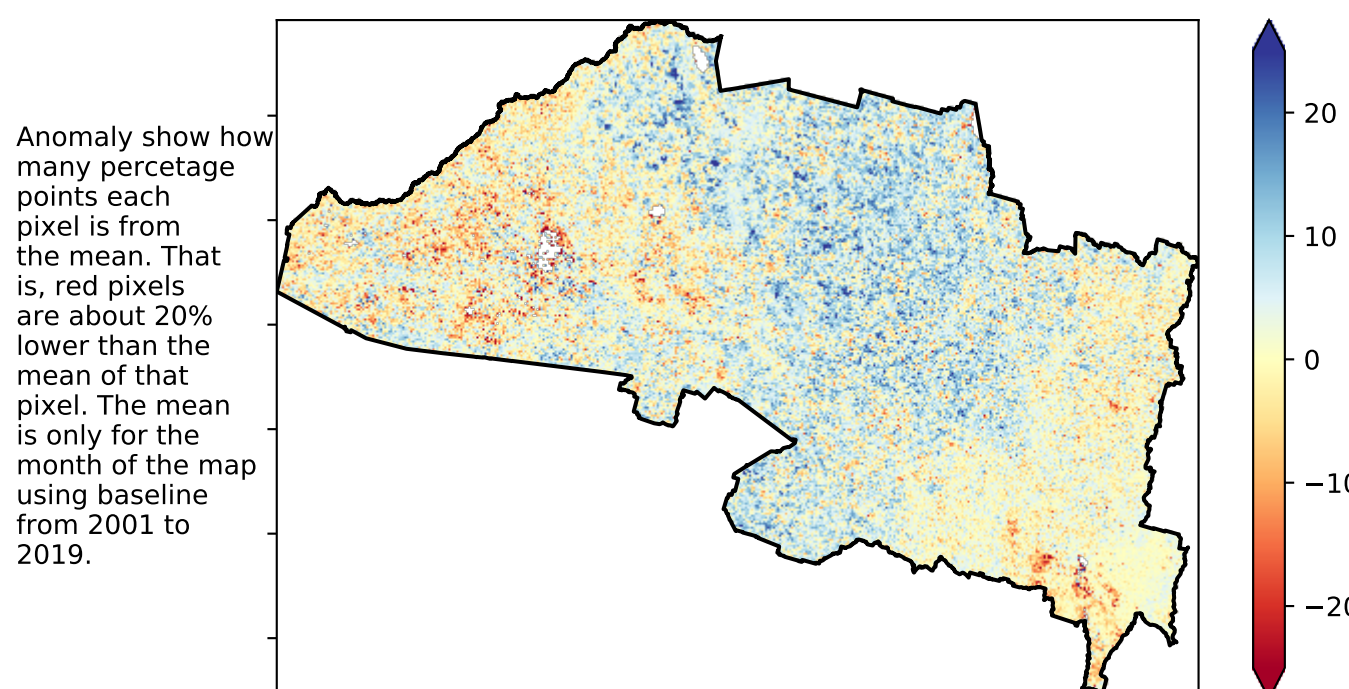 Anomaly show how
many percetage
points each
pixel is from
the mean. That
is, red pixels
are about 20%
lower than the
mean of that
pixel. The mean
is only for the
month of the map
using baseline
from 2001 to
2019.
20
10
0
−10
−20